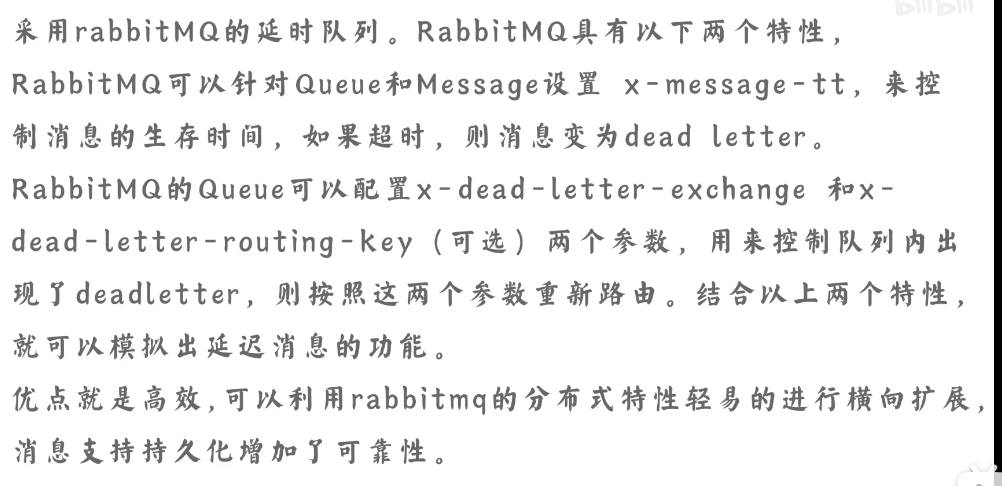 bilibili
采用rabbitMQ的延时队列。RabbitMQ具有以下两个特性，
RabbitMQ可以针对Queue和Message设置 x-message-tt，来控
制消息的生存时间，如果超时，则消息变为dead letter。
RabbitMQ的Queue可以配置x-dead-letter-exchange 和x-
dead-letter-routing-key（可选）两个参数，用来控制队列内出
现了deadletter，则按照这两个参数重新路由。结合以上两个特性，
就可以模拟出延迟消息的功能。
优点就是高效,可以利用rabbitmq的分布式特性轻易的进行横向扩展,
消息支持持久化增加了可靠性。